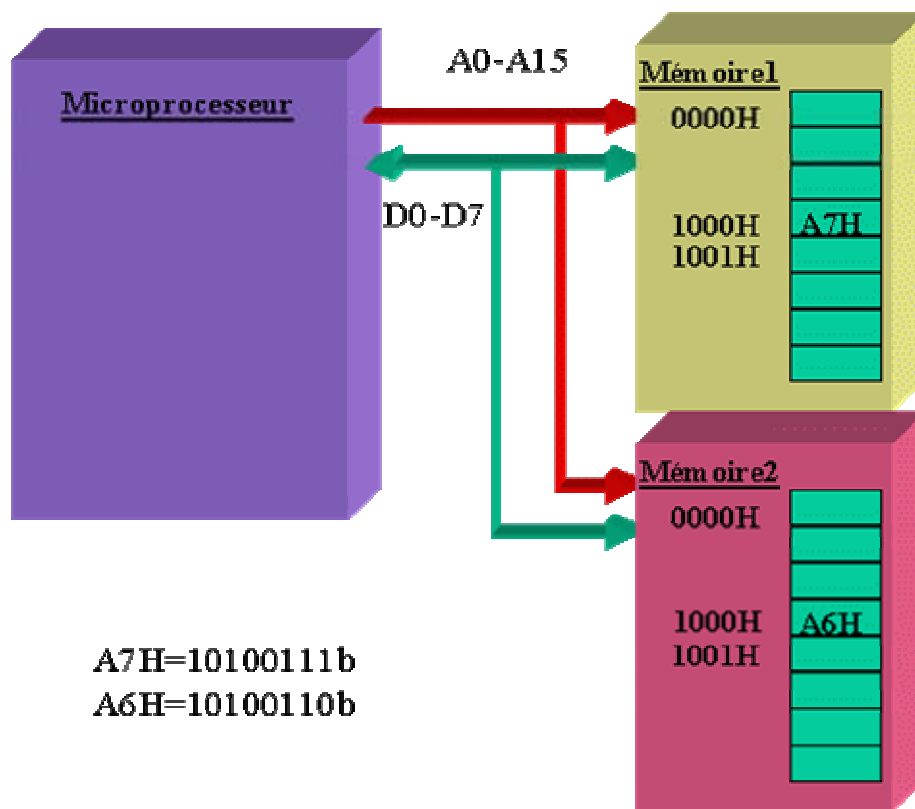 A0-A15
Microprocesseur
D0-D7
Mémoire1
0000H
1000H A7H
1001H
Mémoire2
0000H
1000H A6H
1001H
A7H=10100111b
A6H=10100110b